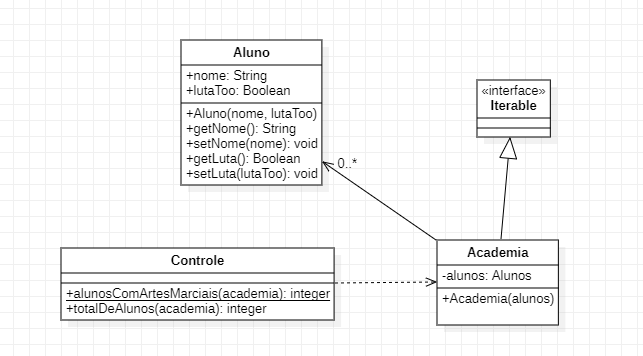 Aluno
+nome: String
+lutaToo: Boolean
+Aluno(nome, lutaToo)
+getNome(): String
+setNome(nome): void
+getLuta(): Boolean
+setLuta(lutaToo): void
«interface»
Iterable
0..*
Controle
+alunosComArtesMarciais(academia): integer
+totalDeAlunos(academia): integer
Academia
-alunos: Alunos
+Academia(alunos)